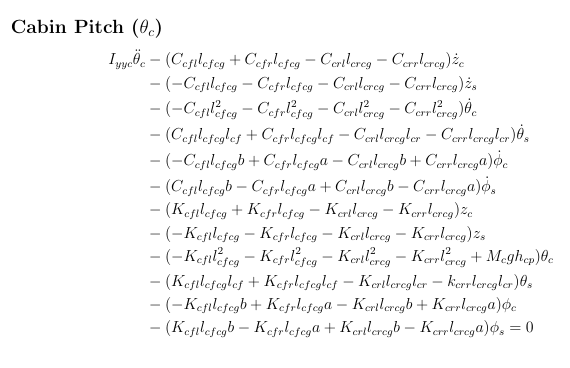 Cabin Pitch (θ_c)
I_{yyc}\ddot{θ}_c − (C_{cfl}l_{cfcg} + C_{cfr}l_{cfcg} − C_{crl}l_{crcg} − C_{crr}l_{crcg})\dot{z}_c
− (−C_{cfl}l_{cfcg} − C_{cfr}l_{cfcg} − C_{crl}l_{crcg} − C_{crr}l_{crcg})\dot{z}_s
− (−C_{cfl}l_{cfcg}^2 − C_{cfr}l_{cfcg}^2 − C_{crl}l_{crcg}^2 − C_{crr}l_{crcg}^2)\dot{θ}_c
− (C_{cfl}l_{cfcg}l_{cf} + C_{cfr}l_{cfcg}l_{cf} − C_{crl}l_{crcg}l_{cr} − C_{crr}l_{crcg}l_{cr})\dot{θ}_s
− (−C_{cfl}l_{cfcg}b + C_{cfr}l_{cfcg}a − C_{crl}l_{crcg}b + C_{crr}l_{crcg}a)\dot{ϕ}_c
− (C_{cfl}l_{cfcg}b − C_{cfr}l_{cfcg}a + C_{crl}l_{crcg}b − C_{crr}l_{crcg}a)\dot{ϕ}_s
− (K_{cfl}l_{cfcg} + K_{cfr}l_{cfcg} − K_{crl}l_{crcg} − K_{crr}l_{crcg})z_c
− (−K_{cfl}l_{cfcg} − K_{cfr}l_{cfcg} − K_{crl}l_{crcg} − K_{crr}l_{crcg})z_s
− (−K_{cfl}l_{cfcg}^2 − K_{cfr}l_{cfcg}^2 − K_{crl}l_{crcg}^2 − K_{crr}l_{crcg}^2 + M_cgh_{cp})θ_c
− (K_{cfl}l_{cfcg}l_{cf} + K_{cfr}l_{cfcg}l_{cf} − K_{crl}l_{crcg}l_{cr} − k_{crr}l_{crcg}l_{cr})θ_s
− (−K_{cfl}l_{cfcg}b + K_{cfr}l_{cfcg}a − K_{crl}l_{crcg}b + K_{crr}l_{crcg}a)ϕ_c
− (K_{cfl}l_{cfcg}b − K_{cfr}l_{cfcg}a + K_{crl}l_{crcg}b − K_{crr}l_{crcg}a)ϕ_s = 0